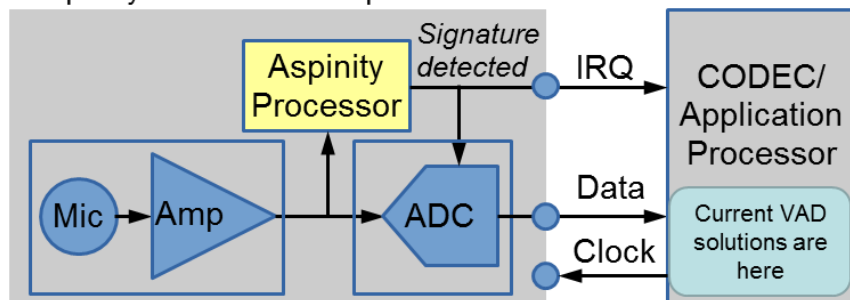 Signature
detected
Aspinity
Processor
IRQ
CODEC/
Application
Processor
Mic
Amp
ADC
Data
Clock
Current VAD
solutions are
here